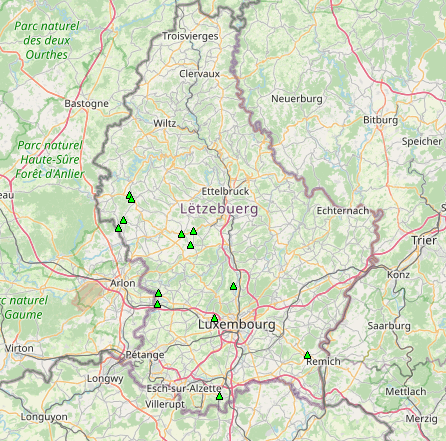 Parc naturel
des deux
Ourthes
Troisvierges
Clervaux
Bastogne
Neuerburg
Wiltz
Bitburg
Parc naturel
Haute-Sûre
Forêt d'Anlier
Speicher
Ettelbruck
Lëtzebuerg
Echternach
Trier
Konz
Arlon
Gaume
Luxembourg
Saarburg
Virton
Pétange
Remich
Longwy
Esch-sur-Alzette
Mettlach
Villerupt
Longuyon
Merzig